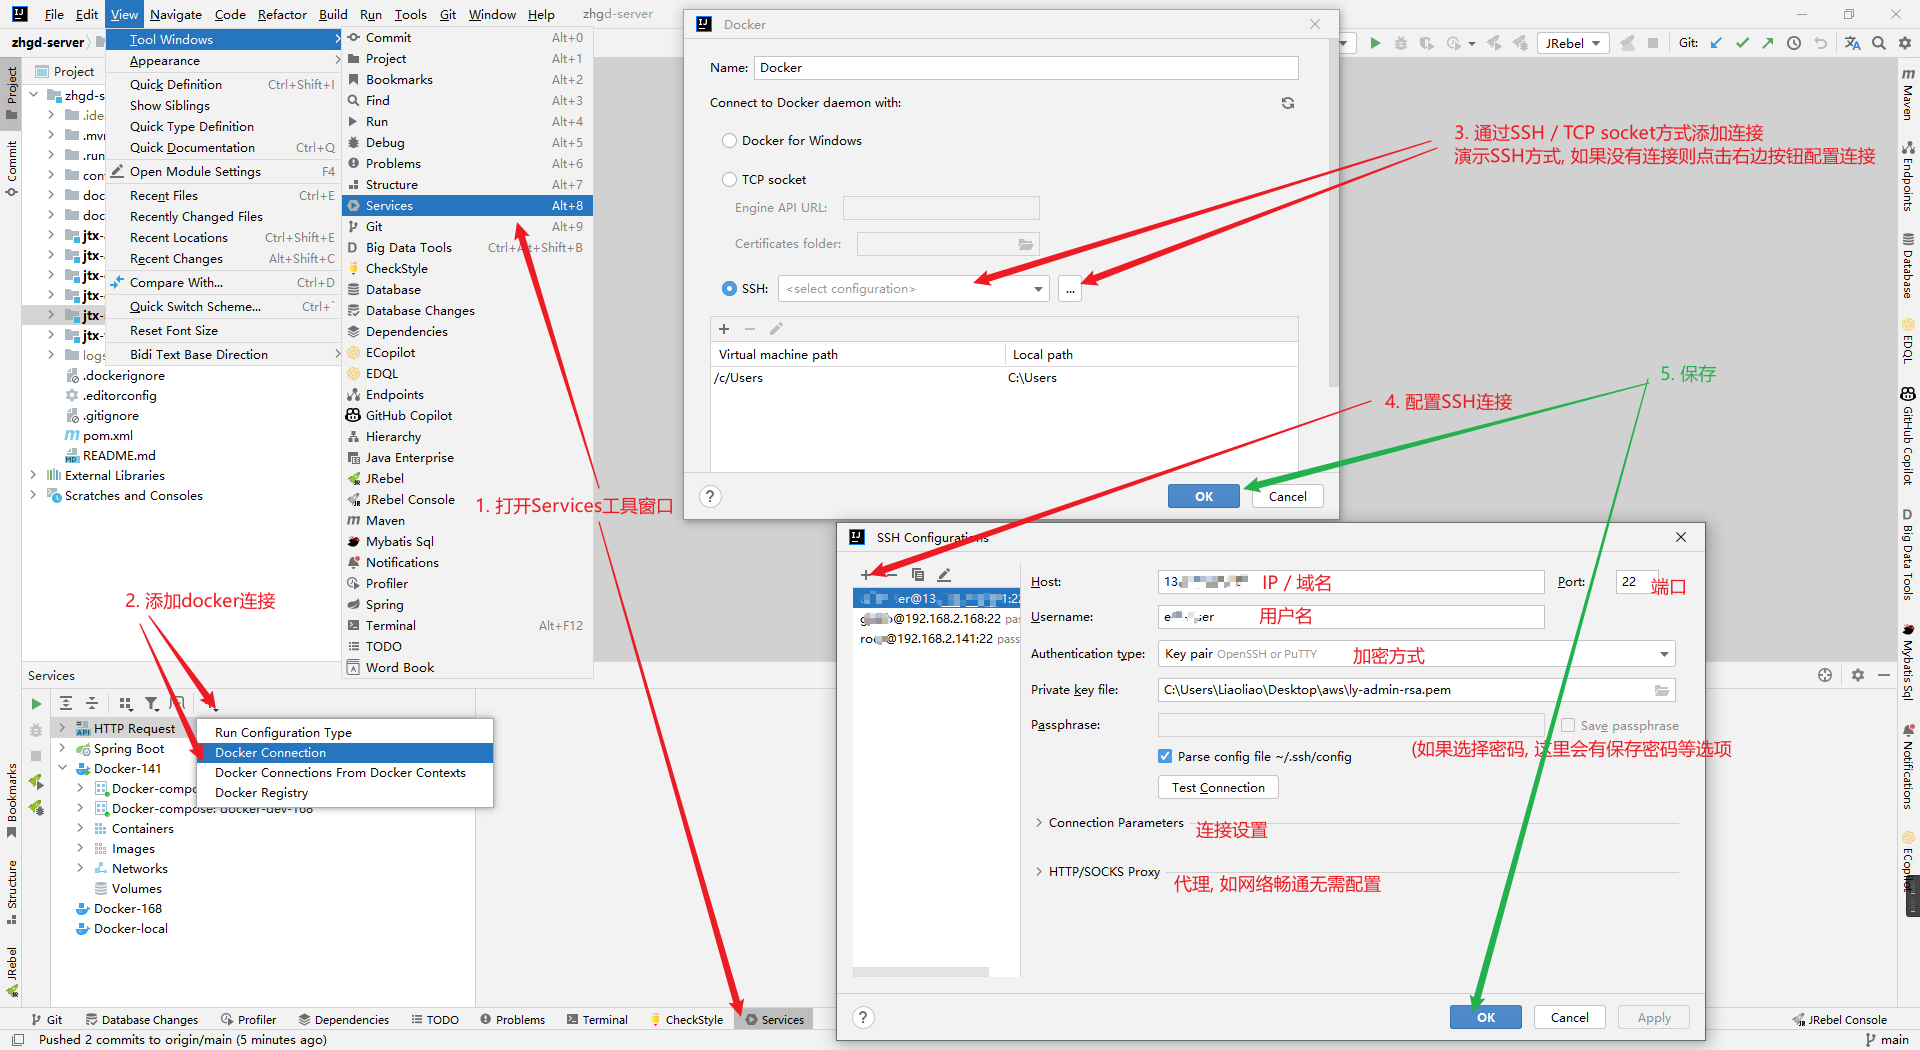 File Edit View Navigate Code Refactor Build Run Tools Git Window Help zhgd-server
zhgd-server
JRebel
Git:
Project
Tool Windows
Appearance
Quick Definition Ctrl+Shift+I
Show Siblings
Quick Type Definition
Quick Documentation Ctrl+Q
Open Module Settings F4
Recent Files Ctrl+E
Recently Changed Files
Recent Locations Ctrl+Shift+E
Recent Changes Alt+Shift+C
Compare With... Ctrl+D
Quick Switch Scheme... Ctrl+`
Reset Font Size
Bidi Text Base Direction
Commit Alt+0
Project Alt+1
Bookmarks Alt+2
Find Alt+3
Run Alt+4
Debug Alt+5
Problems Alt+6
Structure Alt+7
Services Alt+8
Git Alt+9
Big Data Tools Ctrl+Alt+Shift+B
CheckStyle
Database
Database Changes
Dependencies
ECopilot
EDQL
Endpoints
GitHub Copilot
Hierarchy
Java Enterprise
JRebel
JRebel Console
Maven
Mybatis Sql
Notifications
Profiler
Spring
Terminal Alt+F12
TODO
Word Book
zhgd-s
.idea
.mvn
.run
con
doc
doc
jtx-
jtx-
jtx-
jtx-
jtx-
jtx-
logs
.dockerignore
.editorconfig
.gitignore
pom.xml
README.md
External Libraries
Scratches and Consoles
Docker
Name: Docker
Connect to Docker daemon with:
Docker for Windows
TCP socket
Engine API URL:
Certificates folder:
SSH: <select configuration> ...
Virtual machine path Local path
/c/Users C:\Users
? OK Cancel
3. 通过SSH / TCP socket方式添加连接
演示SSH方式, 如果没有连接则点击右边按钮配置连接
5. 保存
4. 配置SSH连接
1. 打开Services工具窗口
2. 添加docker连接
SSH Configurations
er@13 1:22
@192.168.2.168:22 pas
@192.168.2.141:22 pass
Host: 13 IP / 域名 Port: 22 端口
Username: 用户名
Authentication type: Key pair OpenSSH or PuTTY 加密方式
Private key file: C:\Users\Liaoliao\Desktop\aws\ly-admin-rsa.pem
Passphrase: Save passphrase
(如果选择密码, 这里会有保存密码等选项
Parse config file ~/.ssh/config
Test Connection
Connection Parameters 连接设置
HTTP/SOCKS Proxy 代理, 如网络畅通无需配置
? OK Cancel Apply
Services
HTTP Request
Spring Boot
Docker-141
Docker-compo
Docker-compose: docker-dev-168
Containers
Images
Networks
Volumes
Docker-168
Docker-local
Run Configuration Type
Docker Connection
Docker Connections From Docker Contexts
Docker Registry
Project
Commit
Bookmarks
Structure
JRebel
Maven
Endpoints
Database
EDQL
GitHub Copilot
Big Data Tools
Mybatis Sql
Notifications
ECopilot
Git Database Changes Profiler Dependencies TODO Problems Terminal CheckStyle Services JRebel Console
Pushed 2 commits to origin/main (5 minutes ago) main